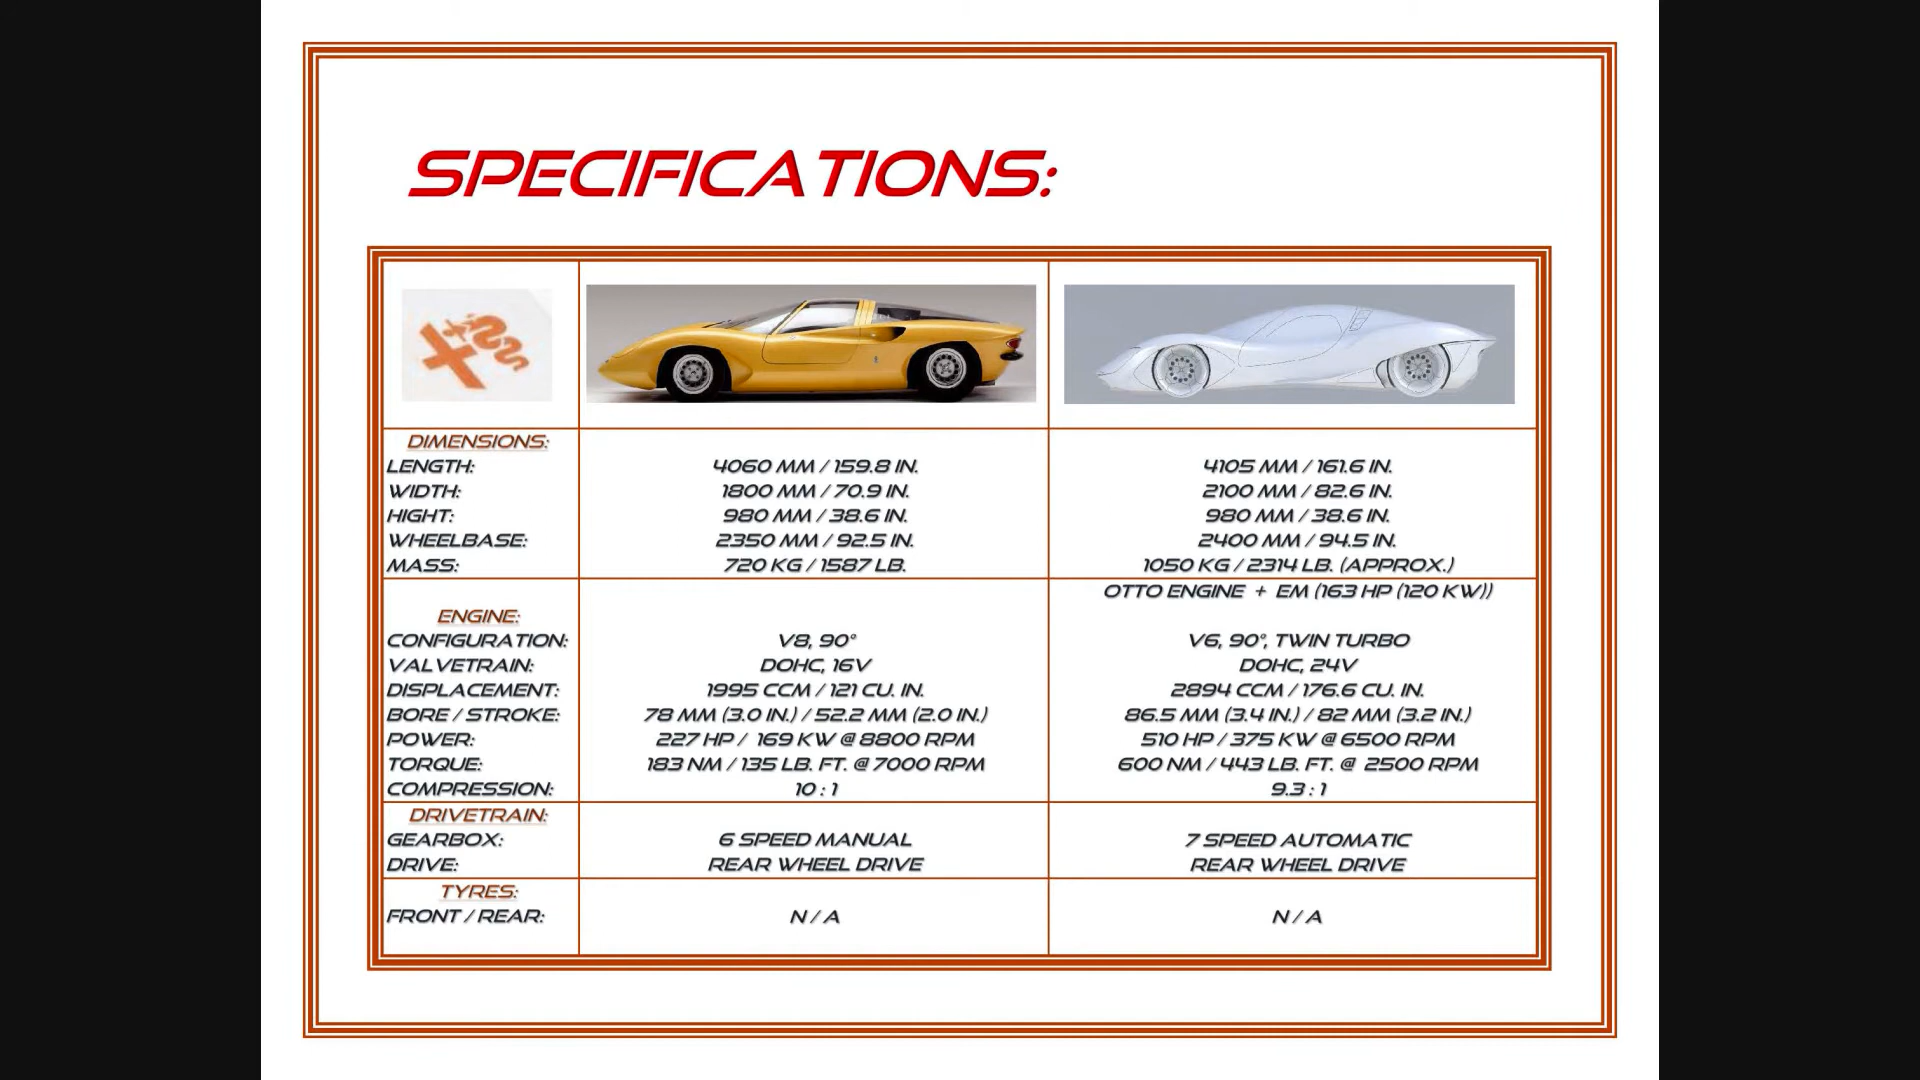 SPECIFICATIONS:
DIMENSIONS:
LENGTH: 4060 MM / 159.8 IN. 4105 MM / 161.6 IN.
WIDTH: 1800 MM / 70.9 IN. 2100 MM / 82.6 IN.
HIGHT: 980 MM / 38.6 IN. 980 MM / 38.6 IN.
WHEELBASE: 2350 MM / 92.5 IN. 2400 MM / 94.5 IN.
MASS: 720 KG / 1587 LB. 1050 KG / 2314 LB. (APPROX.)
OTTO ENGINE + EM (163 HP (120 KW))
ENGINE:
CONFIGURATION: V8, 90° V6, 90°, TWIN TURBO
VALVETRAIN: DOHC, 16V DOHC, 24V
DISPLACEMENT: 1995 CCM / 121 CU. IN. 2894 CCM / 176.6 CU. IN.
BORE / STROKE: 78 MM (3.0 IN.) / 52.2 MM (2.0 IN.) 86.5 MM (3.4 IN.) / 82 MM (3.2 IN.)
POWER: 227 HP / 169 KW @ 8800 RPM 510 HP / 375 KW @ 6500 RPM
TORQUE: 183 NM / 135 LB. FT. @ 7000 RPM 600 NM / 443 LB. FT. @ 2500 RPM
COMPRESSION: 10 : 1 9.3 : 1
DRIVETRAIN:
GEARBOX: 6 SPEED MANUAL 7 SPEED AUTOMATIC
DRIVE: REAR WHEEL DRIVE REAR WHEEL DRIVE
TYRES:
FRONT / REAR: N / A N / A